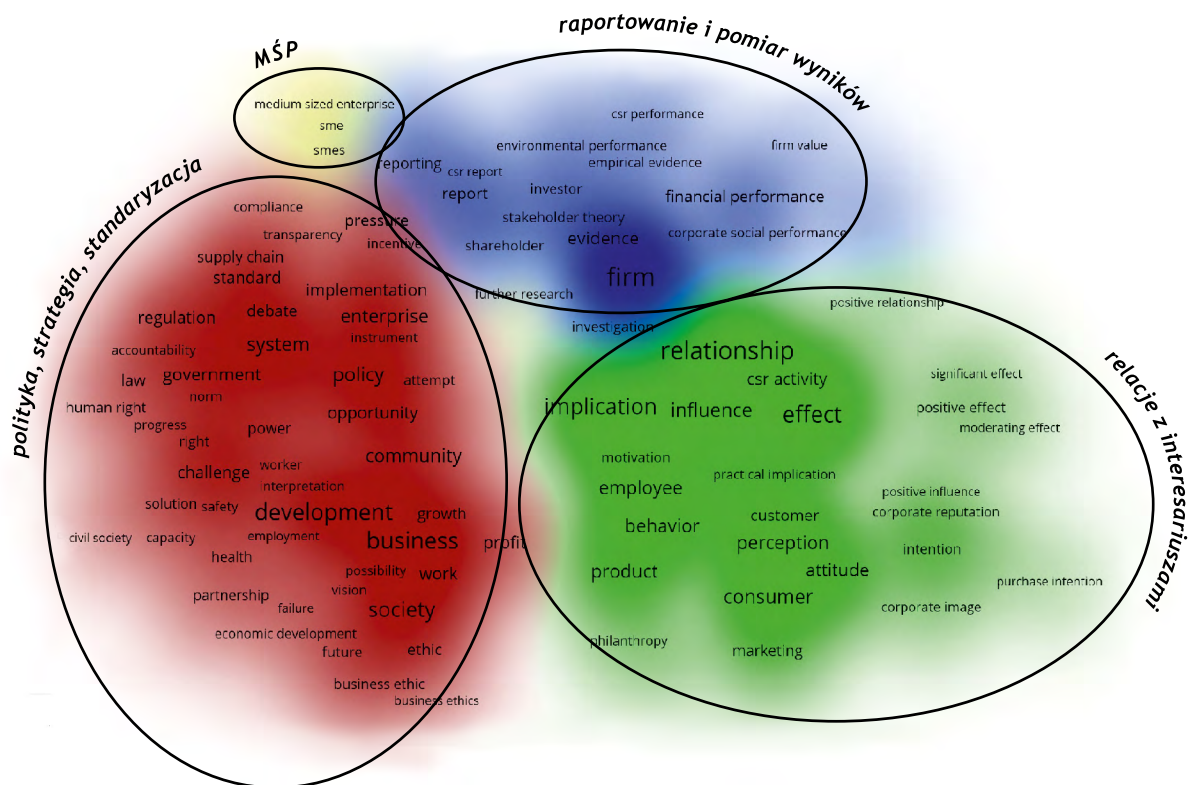 raportowanie i pomiar wyników
MŚP
medium sized enterprise
sme
smes
csr performance
environmental performance
firm value
empirical evidence
reporting
csr report
report
investor
financial performance
stakeholder theory
evidence
corporate social performance
shareholder
firm
further research
investigation
polityka, strategia, standaryzacja
compliance
pressure
transparency
incentive
supply chain
standard
implementation
regulation
debate
enterprise
system
instrument
accountability
law
government
policy
attempt
norm
human right
opportunity
progress
power
right
community
challenge
worker
interpretation
solution
safety
development
growth
civil society
capacity
employment
business
profit
health
possibility
work
partnership
vision
failure
society
economic development
future
ethic
business ethic
business ethics
relacje z interesariuszami
positive relationship
relationship
csr activity
significant effect
implication
influence
effect
positive effect
moderating effect
motivation
practical implication
employee
positive influence
behavior
customer
corporate reputation
perception
intention
product
attitude
purchase intention
consumer
corporate image
philanthropy
marketing